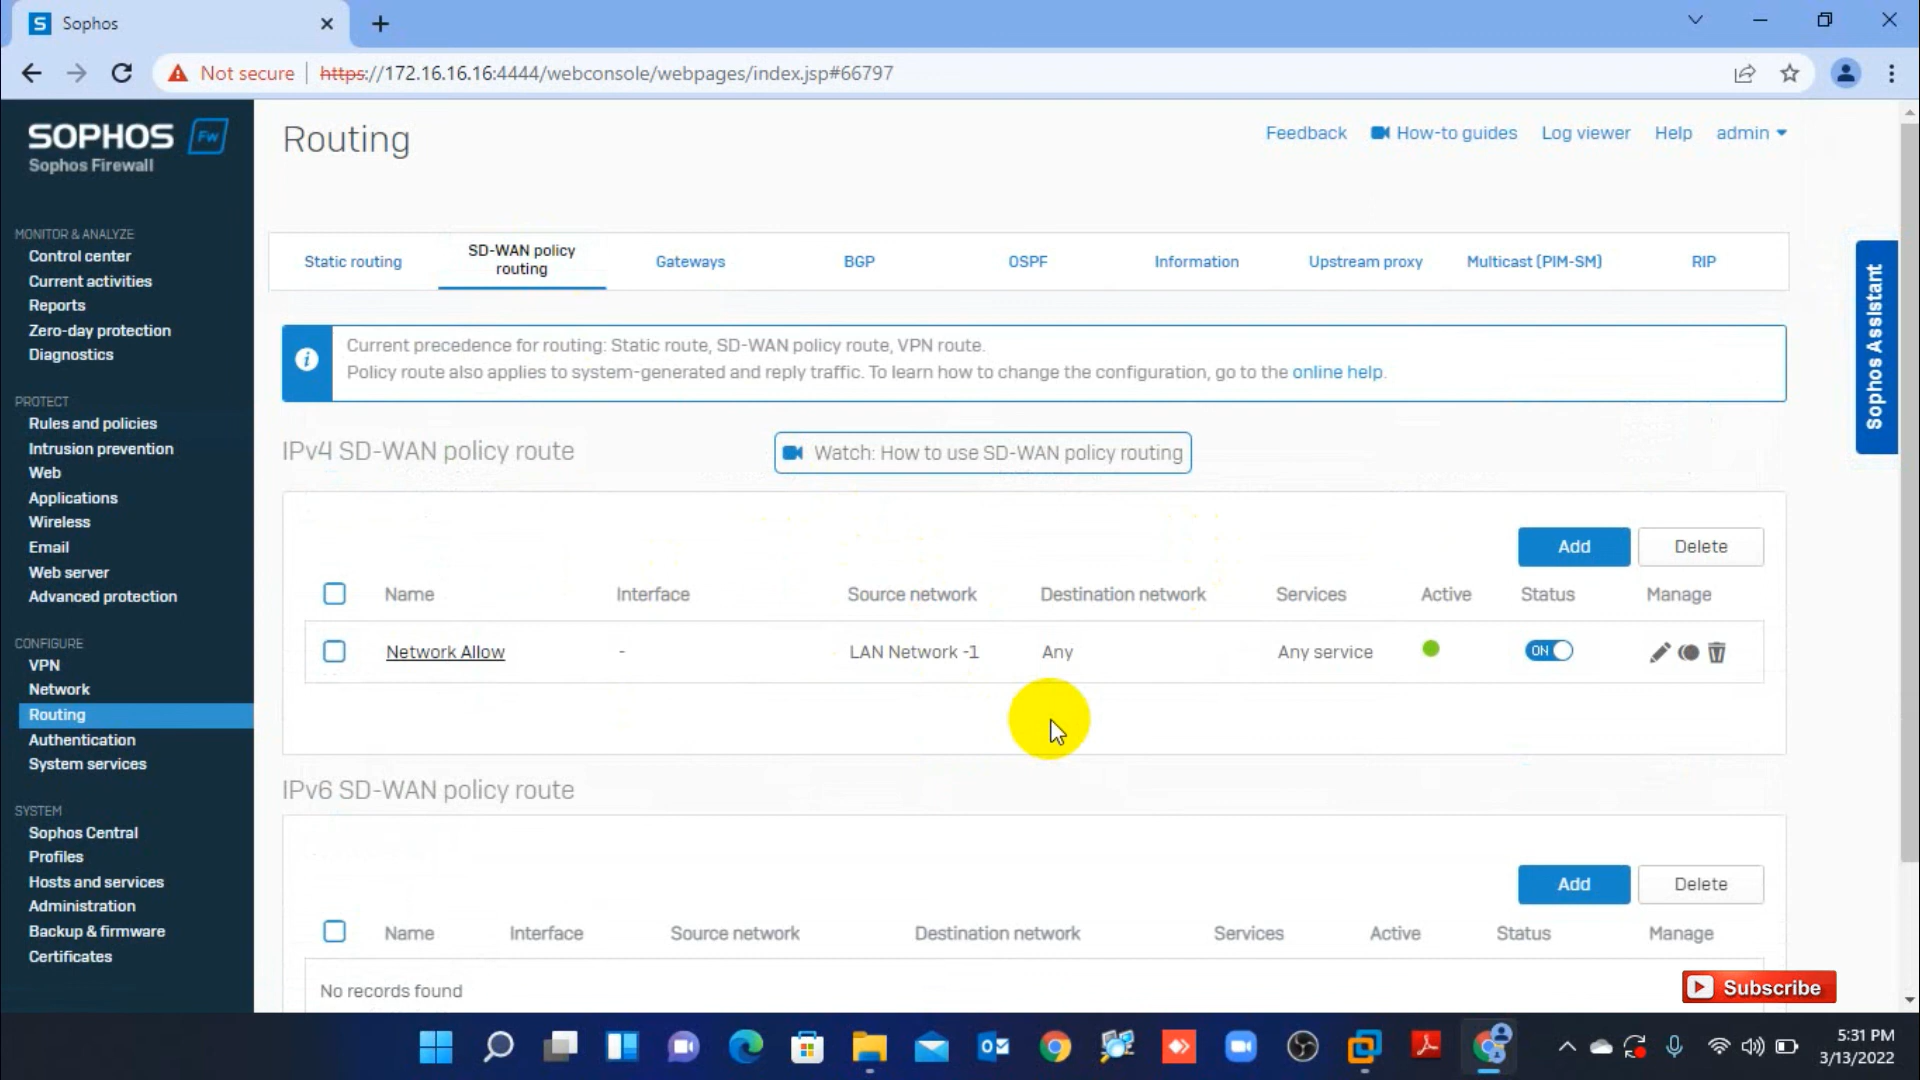 S Sophos
Not secure https://172.16.16.16:4444/webconsole/webpages/index.jsp#66797
SOPHOS Fw
Sophos Firewall
Routing
Feedback How-to guides Log viewer Help admin
MONITOR & ANALYZE
Control center
Current activities
Reports
Zero-day protection
Diagnostics
PROTECT
Rules and policies
Intrusion prevention
Web
Applications
Wireless
Email
Web server
Advanced protection
CONFIGURE
VPN
Network
Routing
Authentication
System services
SYSTEM
Sophos Central
Profiles
Hosts and services
Administration
Backup & firmware
Certificates
Static routing
SD-WAN policy
routing
Gateways
BGP
OSPF
Information
Upstream proxy
Multicast (PIM-SM)
RIP
Current precedence for routing: Static route, SD-WAN policy route, VPN route.
Policy route also applies to system-generated and reply traffic. To learn how to change the configuration, go to the online help.
Sophos Assistant
IPv4 SD-WAN policy route
Watch: How to use SD-WAN policy routing
Add Delete
Name Interface Source network Destination network Services Active Status Manage
Network Allow - LAN Network -1 Any Any service ON
IPv6 SD-WAN policy route
Add Delete
Name Interface Source network Destination network Services Active Status Manage
No records found
Subscribe
5:31 PM
3/13/2022